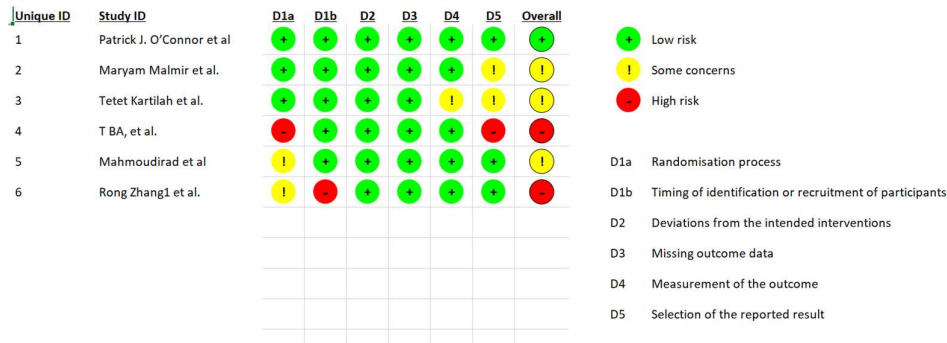 Unique ID Study ID D1a D1b D2 D3 D4 D5 Overall
1 Patrick J. O’Connor et al + + + + + + +
2 Maryam Malmir et al. + + + + + ! !
3 Tetet Kartilah et al. + + + + ! ! !
4 T BA, et al. - + + + + - -
5 Mahmoudirad et al ! + + + + + !
6 Rong Zhang1 et al. ! - + + + + -
+ Low risk
! Some concerns
- High risk
D1a Randomisation process
D1b Timing of identification or recruitment of participants
D2 Deviations from the intended interventions
D3 Missing outcome data
D4 Measurement of the outcome
D5 Selection of the reported result